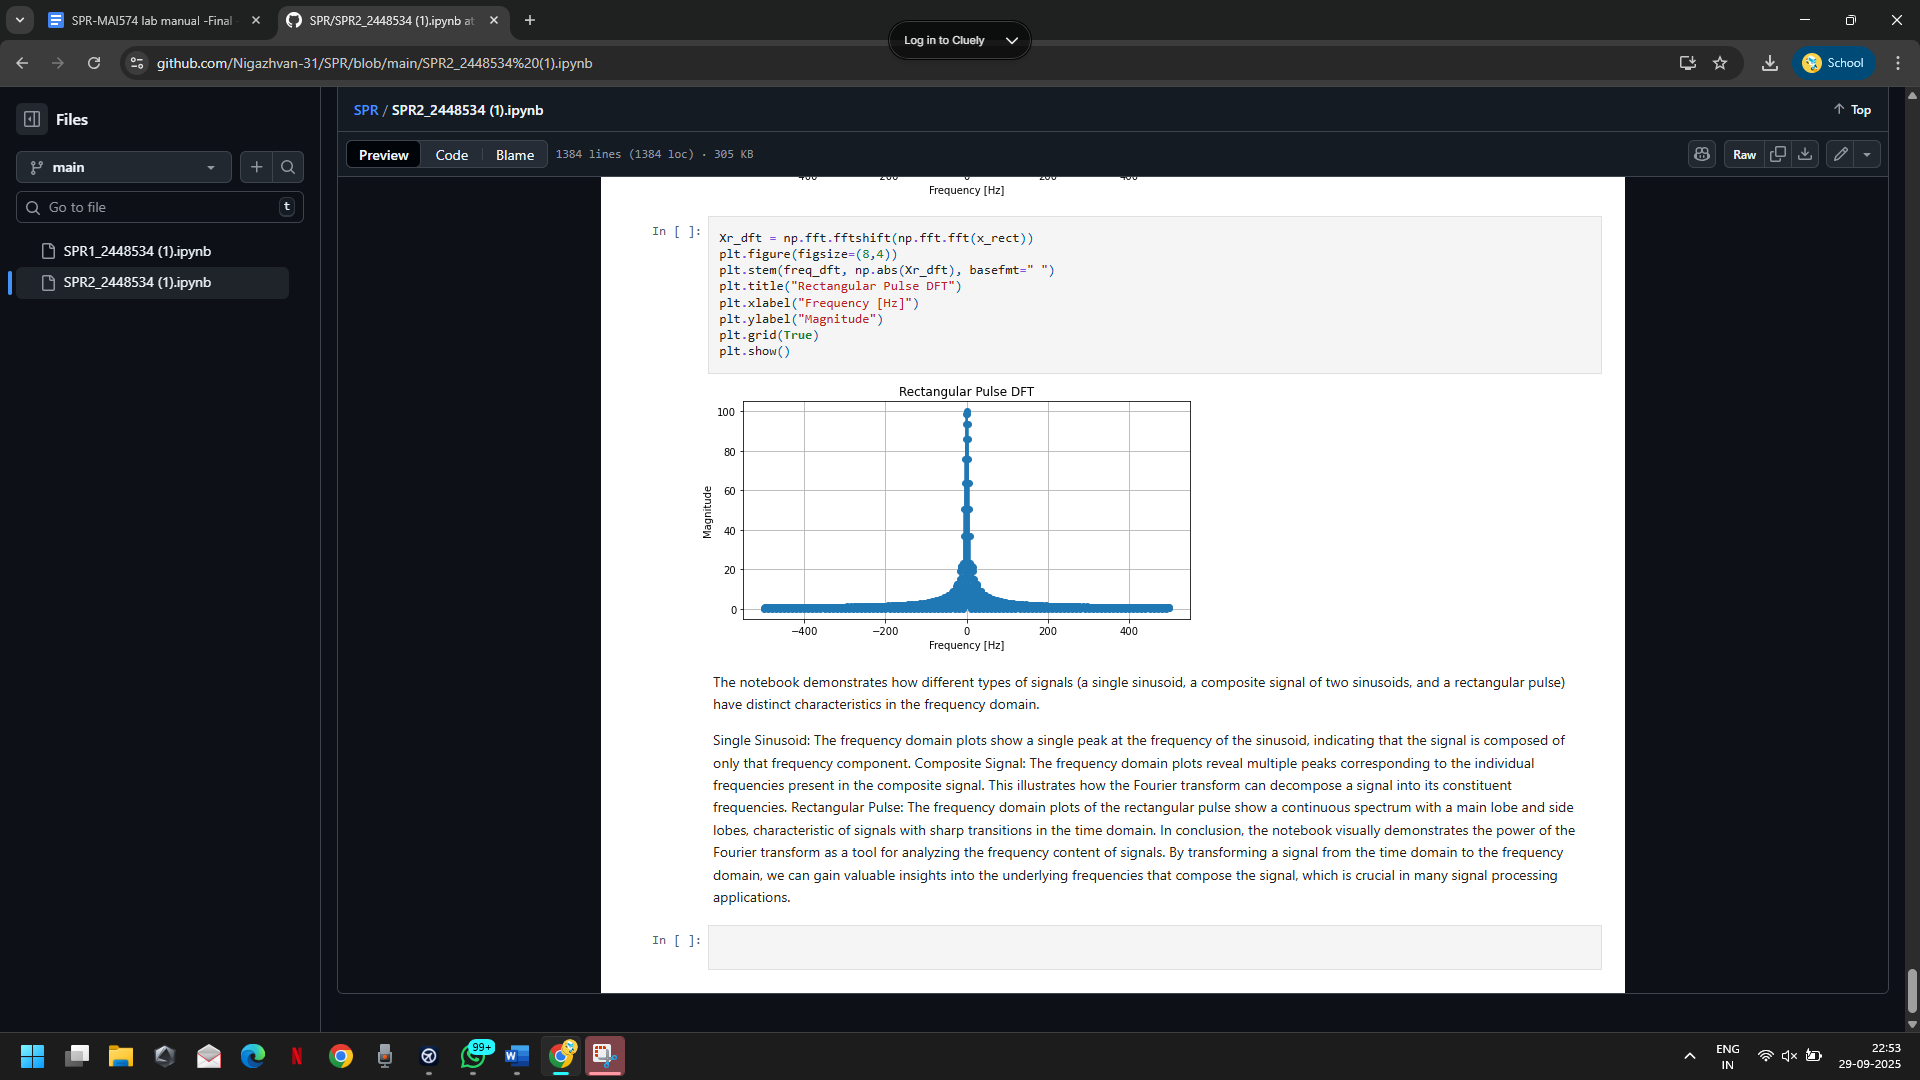 SPR-MAI574 lab manual -Final
SPR/SPR2_2448534 (1).ipynb at
Log in to Cluely
github.com/Nigazhvan-31/SPR/blob/main/SPR2_2448534%20(1).ipynb
School
Files
SPR / SPR2_2448534 (1).ipynb
Top
main
Preview
Code
Blame
1384 lines (1384 loc) · 305 KB
Raw
Go to file
t
SPR1_2448534 (1).ipynb
SPR2_2448534 (1).ipynb
−400 −200 0 200 400
Frequency [Hz]
In [ ]:
Xr_dft = np.fft.fftshift(np.fft.fft(x_rect))
plt.figure(figsize=(8,4))
plt.stem(freq_dft, np.abs(Xr_dft), basefmt=" ")
plt.title("Rectangular Pulse DFT")
plt.xlabel("Frequency [Hz]")
plt.ylabel("Magnitude")
plt.grid(True)
plt.show()
Rectangular Pulse DFT
100
80
60
40
20
0
Magnitude
−400 −200 0 200 400
Frequency [Hz]
The notebook demonstrates how different types of signals (a single sinusoid, a composite signal of two sinusoids, and a rectangular pulse)
have distinct characteristics in the frequency domain.
Single Sinusoid: The frequency domain plots show a single peak at the frequency of the sinusoid, indicating that the signal is composed of
only that frequency component. Composite Signal: The frequency domain plots reveal multiple peaks corresponding to the individual
frequencies present in the composite signal. This illustrates how the Fourier transform can decompose a signal into its constituent
frequencies. Rectangular Pulse: The frequency domain plots of the rectangular pulse show a continuous spectrum with a main lobe and side
lobes, characteristic of signals with sharp transitions in the time domain. In conclusion, the notebook visually demonstrates the power of the
Fourier transform as a tool for analyzing the frequency content of signals. By transforming a signal from the time domain to the frequency
domain, we can gain valuable insights into the underlying frequencies that compose the signal, which is crucial in many signal processing
applications.
In [ ]:
99+
ENG
IN
22:53
29-09-2025